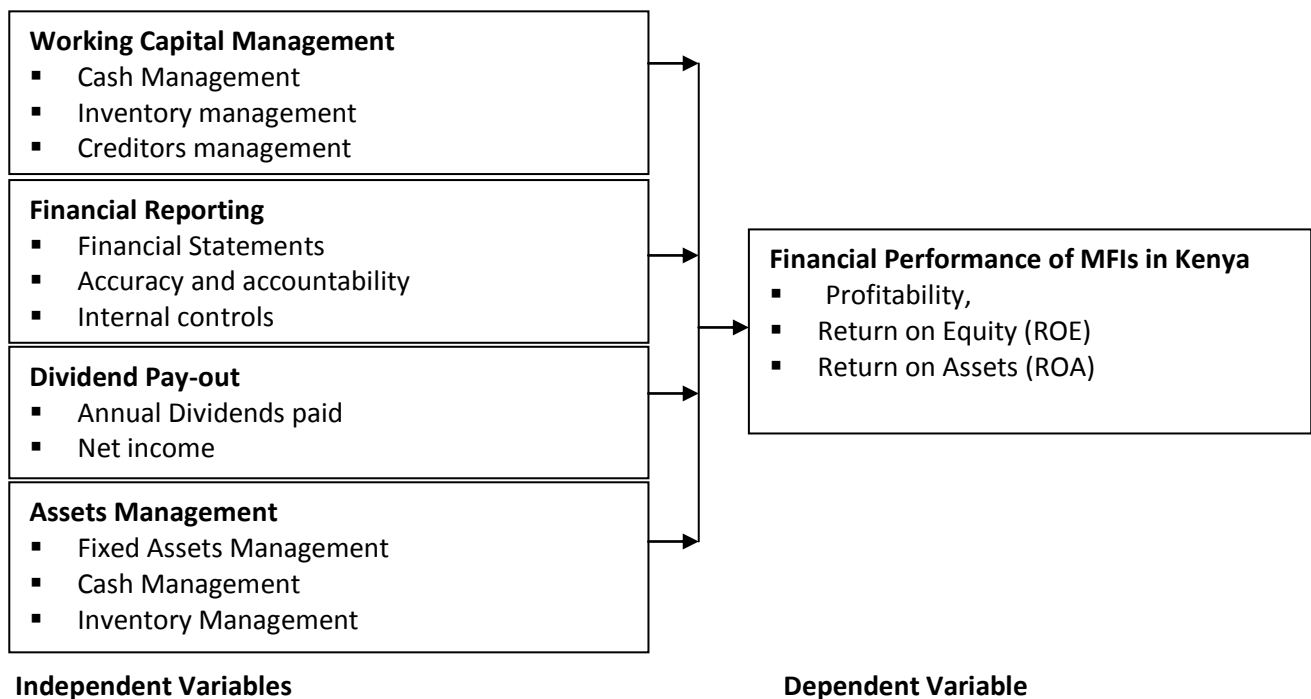 Working Capital Management
▪ Cash Management
▪ Inventory management
▪ Creditors management
Financial Reporting
▪ Financial Statements
▪ Accuracy and accountability
▪ Internal controls
Dividend Pay-out
▪ Annual Dividends paid
▪ Net income
Assets Management
▪ Fixed Assets Management
▪ Cash Management
▪ Inventory Management
Financial Performance of MFIs in Kenya
▪ Profitability,
▪ Return on Equity (ROE)
▪ Return on Assets (ROA)
Independent Variables
Dependent Variable